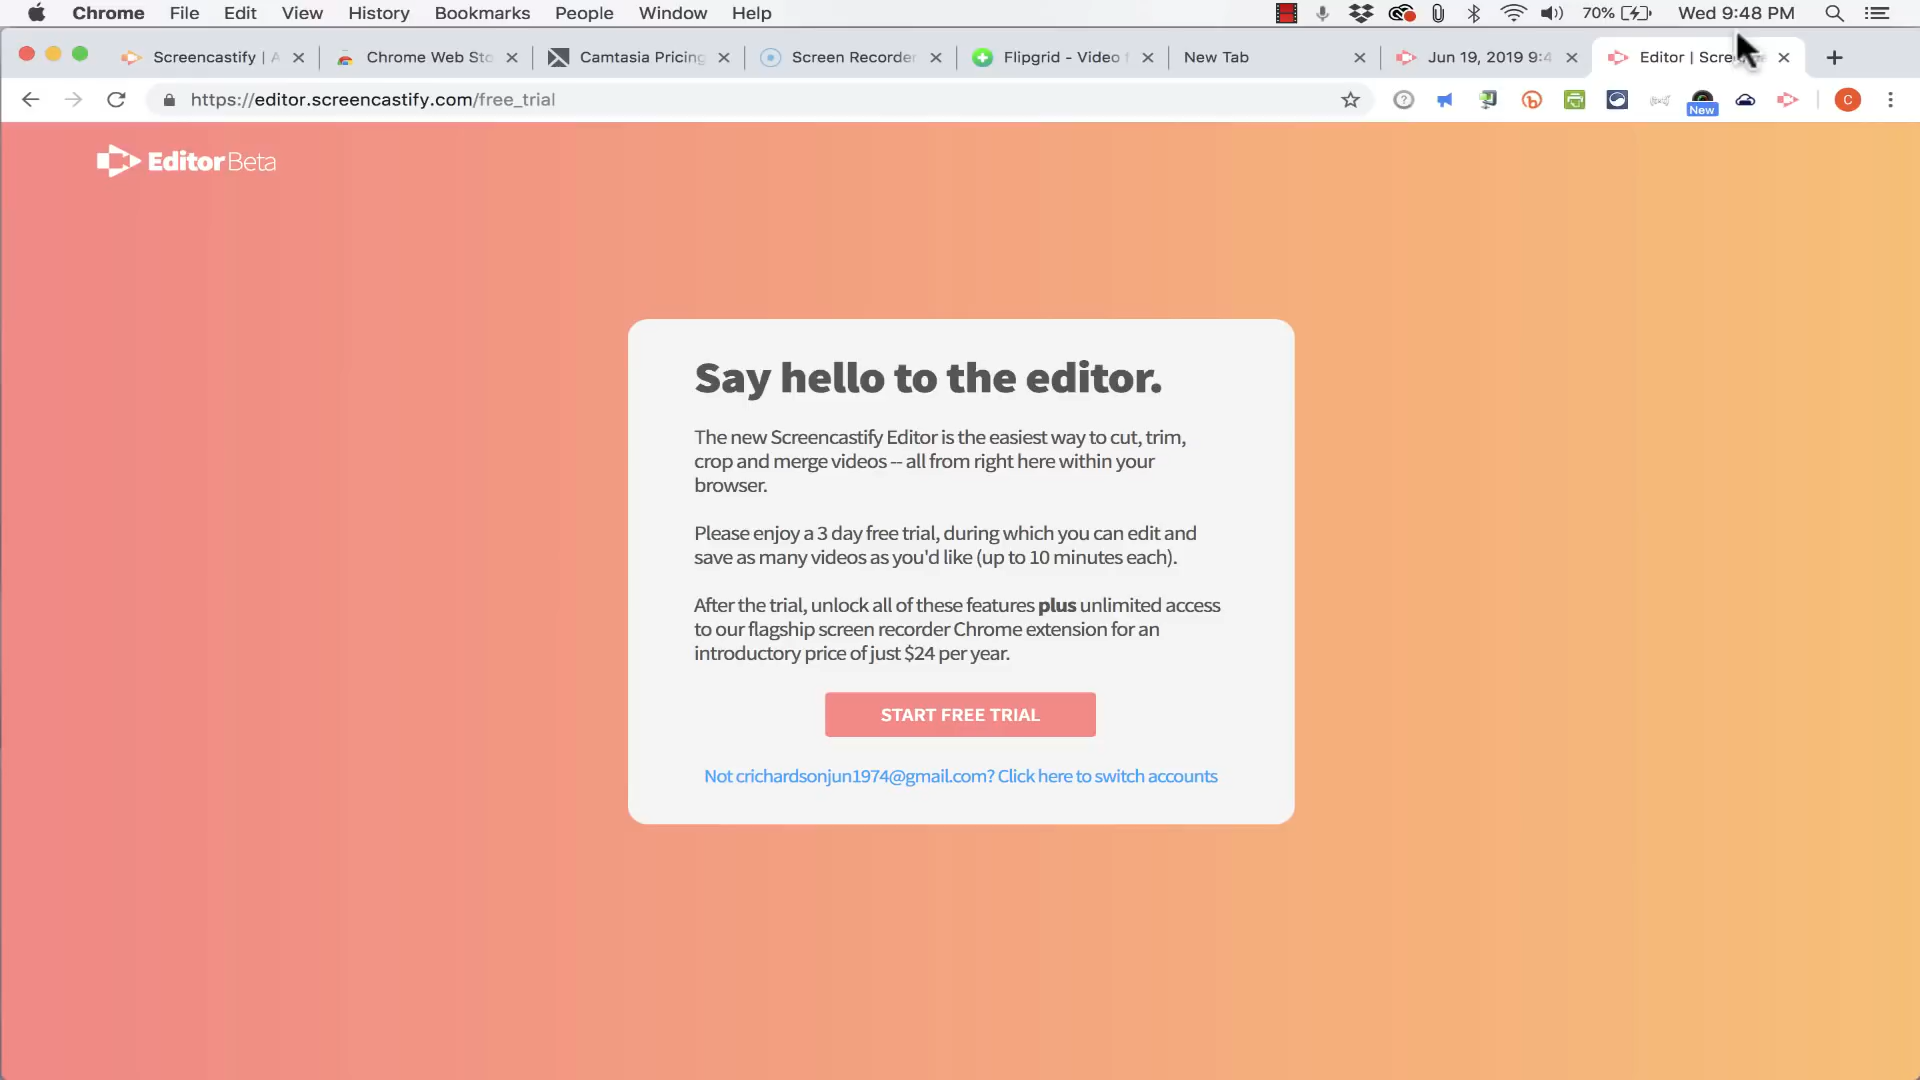 Chrome File Edit View History Bookmarks People Window Help 70% Wed 9:48 PM
Screencastify | A Chrome Web Sto Camtasia Pricing Screen Recorder Flipgrid - Video New Tab Jun 19, 2019 9:4 Editor | Scre
https://editor.screencastify.com/free_trial New C
EditorBeta
Say hello to the editor.
The new Screencastify Editor is the easiest way to cut, trim,
crop and merge videos -- all from right here within your
browser.
Please enjoy a 3 day free trial, during which you can edit and
save as many videos as you'd like (up to 10 minutes each).
After the trial, unlock all of these features plus unlimited access
to our flagship screen recorder Chrome extension for an
introductory price of just $24 per year.
START FREE TRIAL
Not crichardsonjun1974@gmail.com? Click here to switch accounts